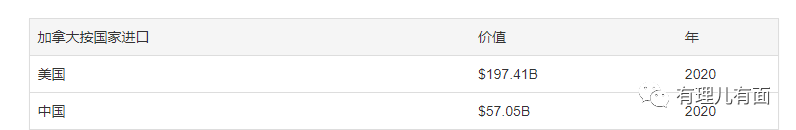 加拿大按国家进口 价值 年
美国 $197.41B 2020
中国 $57.05B 2020
有理儿有面